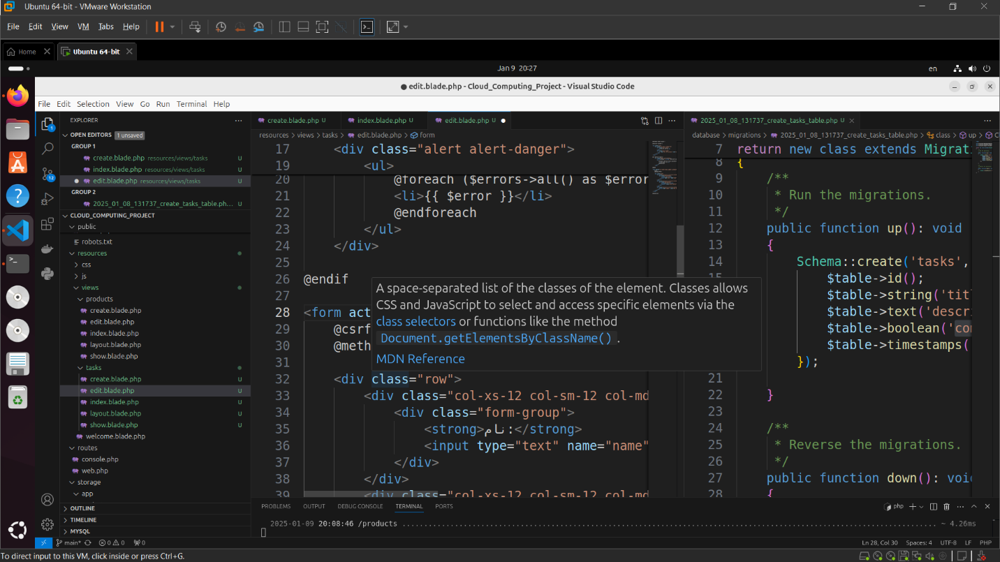 Ubuntu 64-bit - VMware Workstation
File Edit View VM Tabs Help
Home
Ubuntu 64-bit
Jan 9 20:27
en
● edit.blade.php - Cloud_Computing_Project - Visual Studio Code
File Edit Selection View Go Run Terminal Help
EXPLORER
OPEN EDITORS 1 unsaved
GROUP 1
create.blade.php resources/views/tasks U
index.blade.php resources/views/tasks U
edit.blade.php resources/views/tasks U
GROUP 2
2025_01_08_131737_create_tasks_table.ph... U
CLOUD_COMPUTING_PROJECT
public
robots.txt
resources
css
js
views
products
create.blade.php
edit.blade.php
index.blade.php
layout.blade.php
show.blade.php
tasks
create.blade.php U
edit.blade.php U
index.blade.php U
layout.blade.php U
show.blade.php U
welcome.blade.php
routes
console.php
web.php
storage
app
OUTLINE
TIMELINE
MYSQL
1
12
create.blade.php U
index.blade.php U
edit.blade.php U
resources > views > tasks > edit.blade.php > form
17 <div class="alert alert-danger">
19 <ul>
20 @foreach ($errors->all() as $error
21 <li>{{ $error }}</li>
22 @endforeach
23 </ul>
24 </div>
25
26 @endif
27
28 <form act
29 @csrf
30 @meth
31
32 <div class="row">
33 <div class="col-xs-12 col-sm-12 col-md
34 <div class="form-group">
35 <strong>نام:</strong>
36 <input type="text" name="name"
37 </div>
38 </div>
39 <div class="col-xs-12 col-sm-12 col-md
A space-separated list of the classes of the element. Classes allows
CSS and JavaScript to select and access specific elements via the
class selectors or functions like the method
Document.getElementsByClassName().
MDN Reference
2025_01_08_131737_create_tasks_table.php U
database > migrations > 2025_01_08_131737_create_tasks_table.php > class > up >
7 return new class extends Migrati
8 {
9 /**
10 * Run the migrations.
11 */
12 public function up(): void
13 {
14 Schema::create('tasks',
15 $table->id();
$table->string('tit
$table->text('descr
$table->boolean('co
$table->timestamps(
});
21
22 }
23
24 /**
25 * Reverse the migrations.
26 */
27 public function down(): voi
28 {
PROBLEMS OUTPUT DEBUG CONSOLE TERMINAL PORTS
php
2025-01-09 20:08:46 /products ........ ~ 4.26ms
main* 0 0 0
Ln 28, Col 30 Spaces: 4 UTF-8 LF PHP
To direct input to this VM, click inside or press Ctrl+G.